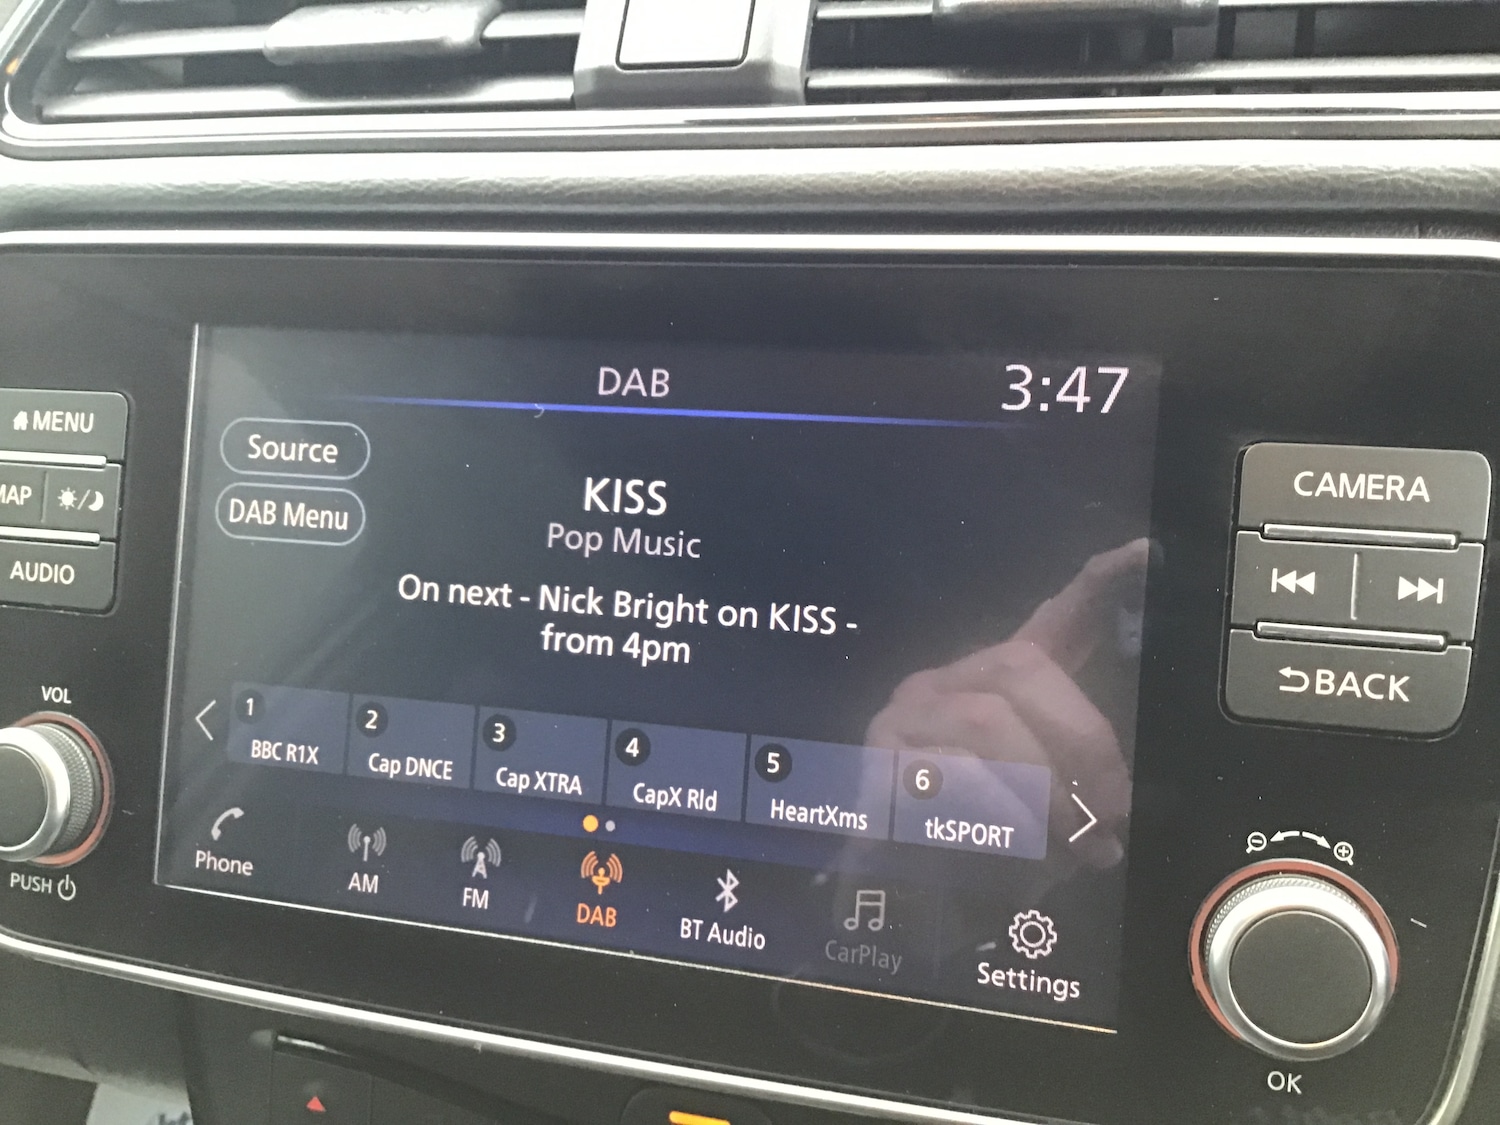 DAB
3:47
MENU
MAP
AUDIO
VOL
PUSH
Source
DAB Menu
KISS
Pop Music
On next - Nick Bright on KISS -
from 4pm
1
BBC R1X
2
Cap DNCE
3
Cap XTRA
4
CapX Rld
5
HeartXms
6
tkSPORT
Phone
AM
FM
DAB
BT Audio
CarPlay
Settings
CAMERA
BACK
OK